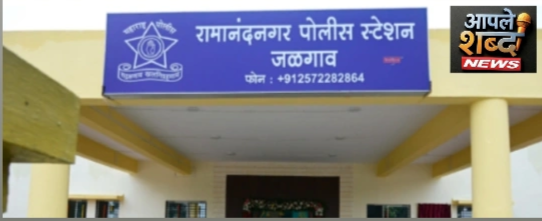 रामानंदनगर पोलीस स्टेशन
जळगाव
फोन : +912572282864
आपले
शब्द
NEWS